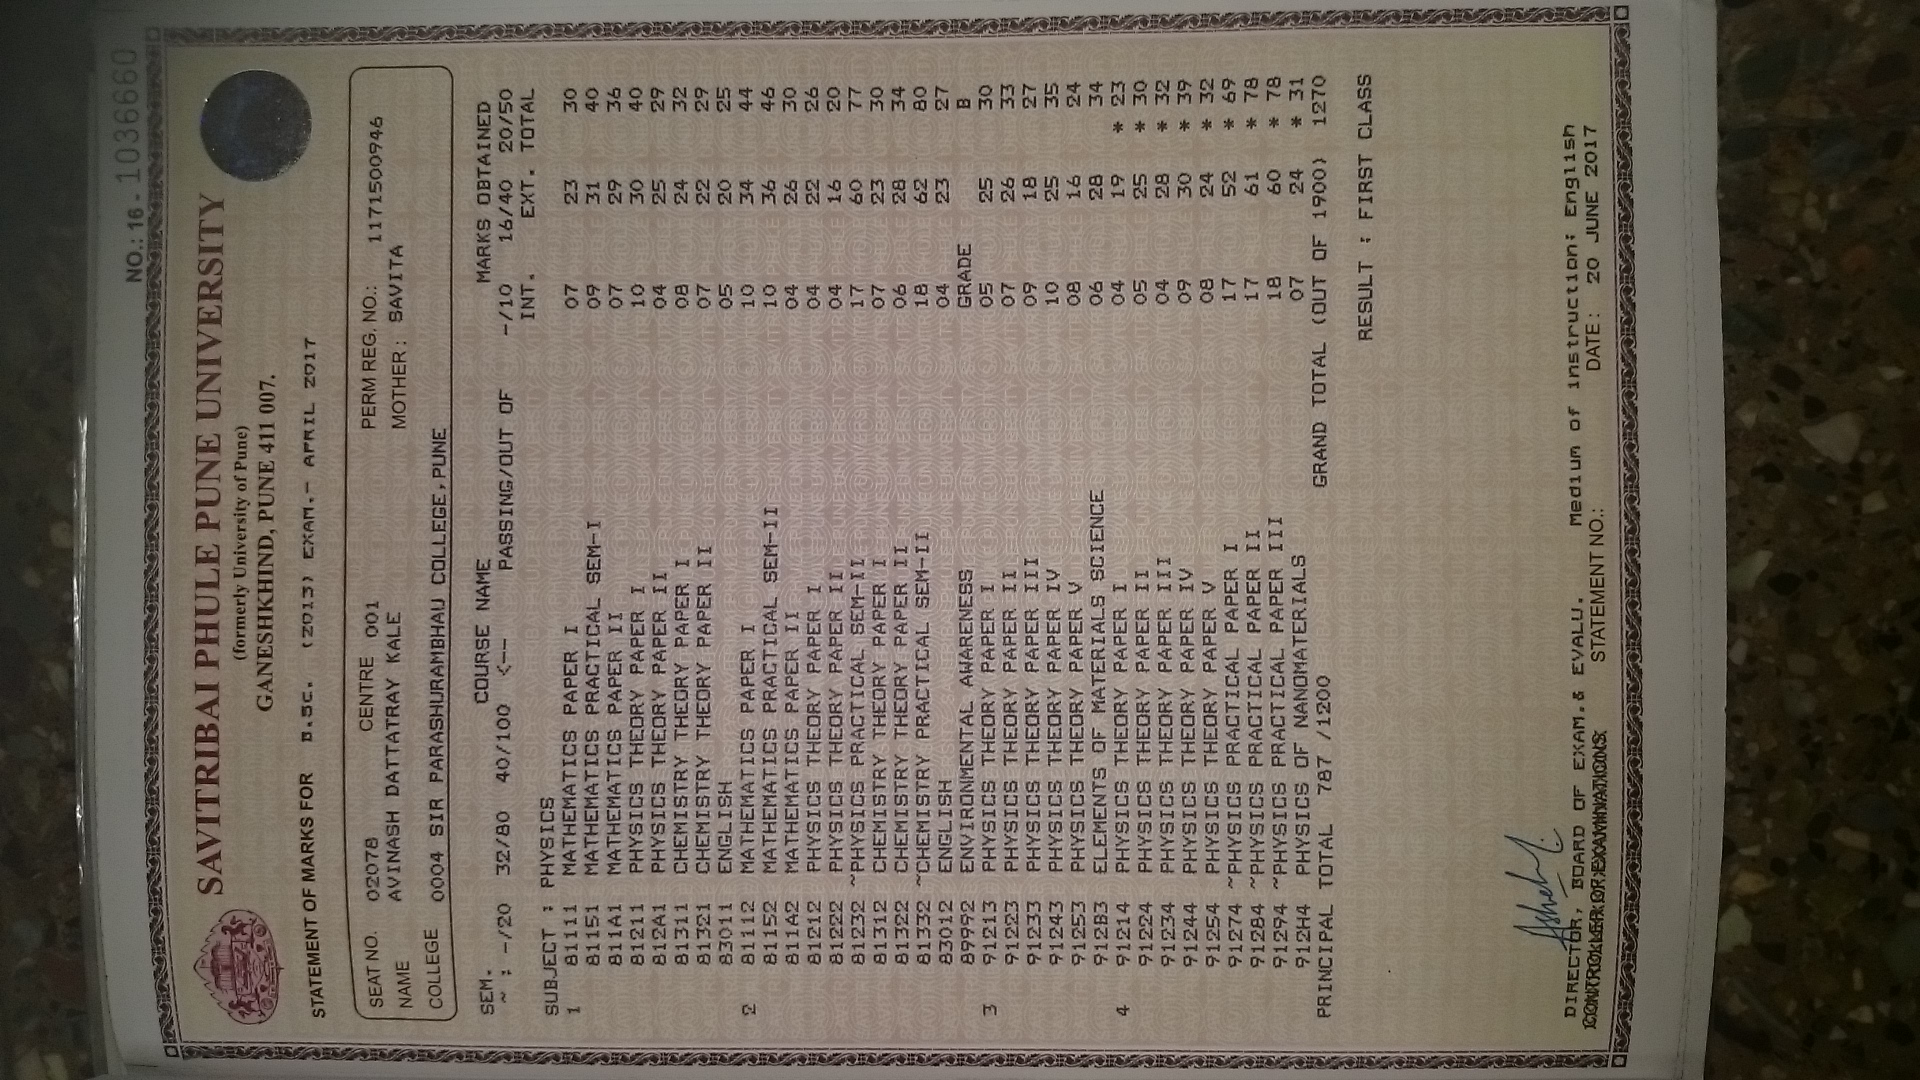 NO.: 16 - 1036660
SAVITRIBAI PHULE PUNE UNIVERSITY
(formerly University of Pune)
GANESHKHIND, PUNE 411 007.
STATEMENT OF MARKS FOR B.Sc. (2013) EXAM.- APRIL 2017
SEAT NO. 02078 CENTRE 001 PERM REG. NO.: 1171500946
NAME AVINASH DATTATRAY KALE MOTHER: SAVITA
COLLEGE 0004 SIR PARASHURAMBHAU COLLEGE,PUNE
SEM. COURSE NAME MARKS OBTAINED
~ : -/20 32/80 40/100 <--- PASSING/OUT OF -/10 16/40 20/50
INT. EXT. TOTAL
SUBJECT : PHYSICS
1 81111 MATHEMATICS PAPER I 07 23 30
81151 MATHEMATICS PRACTICAL SEM-I 09 31 40
811A1 MATHEMATICS PAPER II 07 29 36
81211 PHYSICS THEORY PAPER I 10 30 40
812A1 PHYSICS THEORY PAPER II 04 25 29
81311 CHEMISTRY THEORY PAPER I 08 24 32
81321 CHEMISTRY THEORY PAPER II 07 22 29
83011 ENGLISH 05 20 25
2 81112 MATHEMATICS PAPER I 10 34 44
81152 MATHEMATICS PRACTICAL SEM-II 10 36 46
811A2 MATHEMATICS PAPER II 04 26 30
81212 PHYSICS THEORY PAPER I 04 22 26
81222 PHYSICS THEORY PAPER II 04 16 20
81232 ~PHYSICS PRACTICAL SEM-II 17 60 77
81312 CHEMISTRY THEORY PAPER I 07 23 30
81322 CHEMISTRY THEORY PAPER II 06 28 34
81332 ~CHEMISTRY PRACTICAL SEM-II 18 62 80
83012 ENGLISH 04 23 27
89992 ENVIRONMENTAL AWARENESS GRADE B
3 91213 PHYSICS THEORY PAPER I 05 25 30
91223 PHYSICS THEORY PAPER II 07 26 33
91233 PHYSICS THEORY PAPER III 09 18 27
91243 PHYSICS THEORY PAPER IV 10 25 35
91253 PHYSICS THEORY PAPER V 08 16 24
912B3 ELEMENTS OF MATERIALS SCIENCE 06 28 34
4 91214 PHYSICS THEORY PAPER I 04 19 * 23
91224 PHYSICS THEORY PAPER II 05 25 * 30
91234 PHYSICS THEORY PAPER III 04 28 * 32
91244 PHYSICS THEORY PAPER IV 09 30 * 39
91254 PHYSICS THEORY PAPER V 08 24 * 32
91274 ~PHYSICS PRACTICAL PAPER I 17 52 * 69
91284 ~PHYSICS PRACTICAL PAPER II 17 61 * 78
91294 ~PHYSICS PRACTICAL PAPER III 18 60 * 78
912H4 PHYSICS OF NANOMATERIALS 07 24 * 31
PRINCIPAL TOTAL 787 /1200 GRAND TOTAL (OUT OF 1900) 1270
RESULT : FIRST CLASS
DIRECTOR, BOARD OF EXAM.& EVALU. Medium of instruction: English
CONTROLLER OF EXAMINATIONS STATEMENT NO.: DATE : 20 JUNE 2017